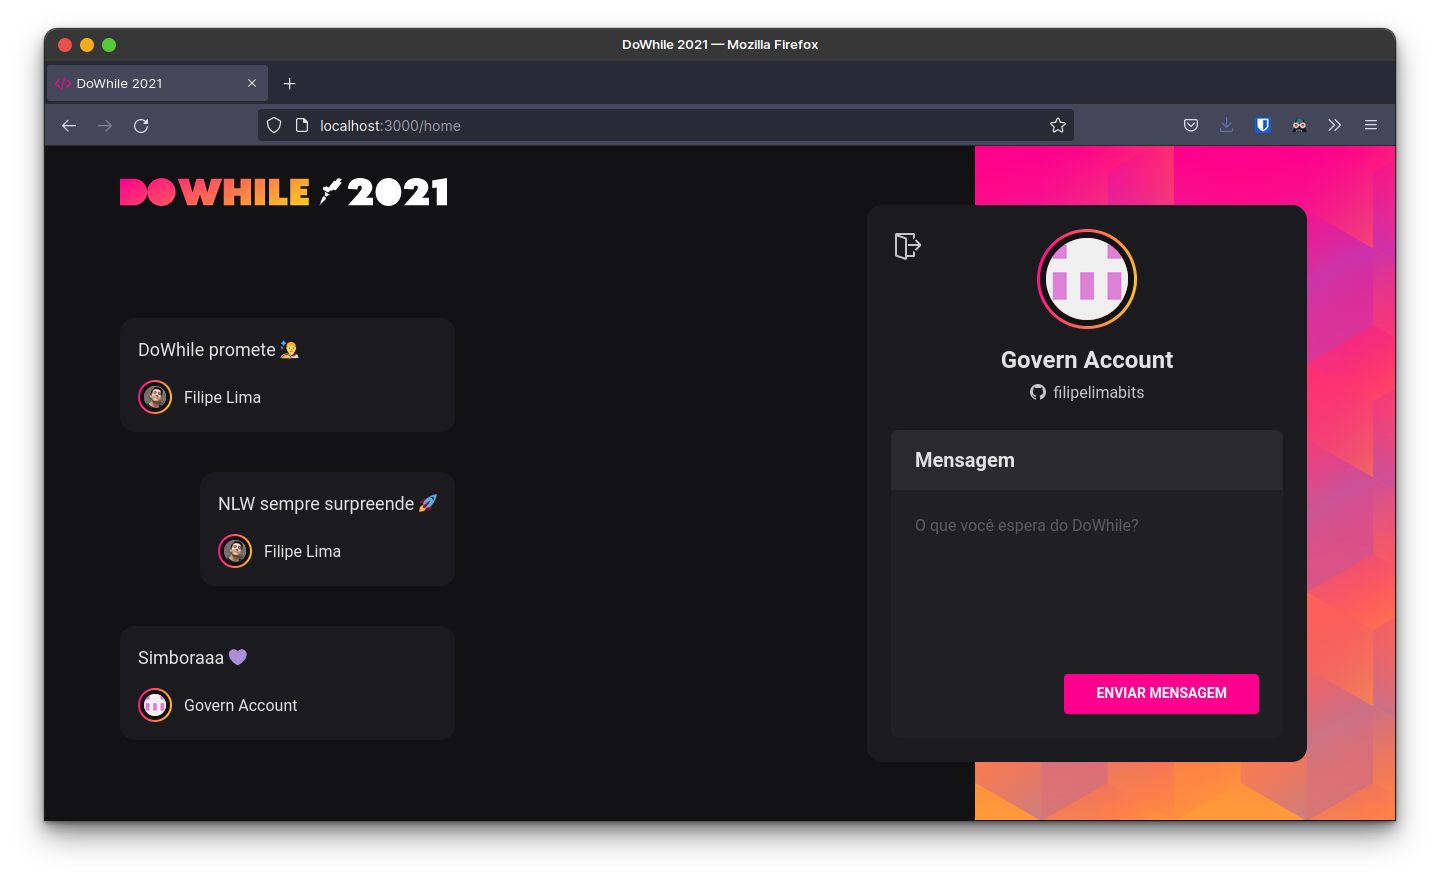 DoWhile 2021 — Mozilla Firefox
DoWhile 2021
localhost:3000/home
DOWHILE 2021
DoWhile promete
Filipe Lima
NLW sempre surpreende
Filipe Lima
Simboraaa
Govern Account
Govern Account
filipelimabits
Mensagem
O que você espera do DoWhile?
ENVIAR MENSAGEM